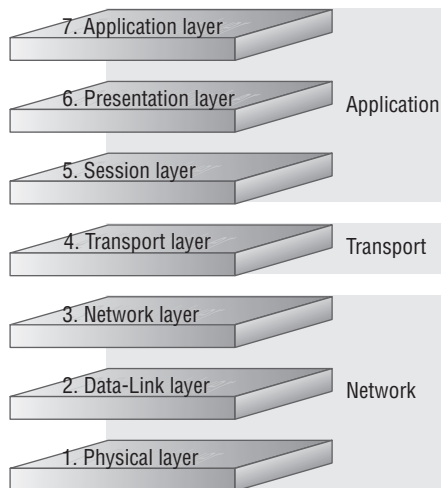 7. Application layer
6. Presentation layer
Application
5. Session layer
4. Transport layer
Transport
3. Network layer
2. Data-Link layer
Network
1. Physical layer